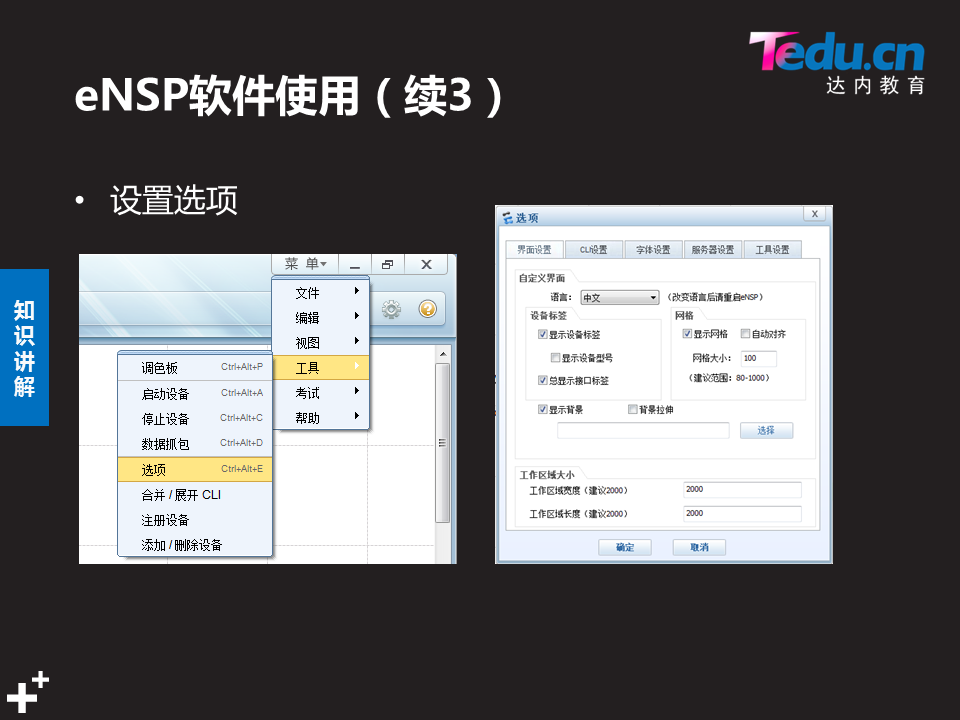 Tedu.cn
达内教育
eNSP软件使用（续3）
• 设置选项
知识讲解
菜 单
文件
编辑
视图
工具
考试
帮助
调色板 Ctrl+Alt+P
启动设备 Ctrl+Alt+A
停止设备 Ctrl+Alt+C
数据抓包 Ctrl+Alt+D
选项 Ctrl+Alt+E
合并 / 展开 CLI
注册设备
添加 / 删除设备
选项
界面设置 CLI设置 字体设置 服务器设置 工具设置
自定义界面
语言： 中文 （改变语言后请重启eNSP）
设备标签
显示设备标签
显示设备型号
总显示接口标签
网格
显示网格 自动对齐
网格大小： 100
（建议范围：80-1000）
显示背景 背景拉伸
选择
工作区域大小
工作区域宽度（建议2000） 2000
工作区域长度（建议2000） 2000
确定 取消